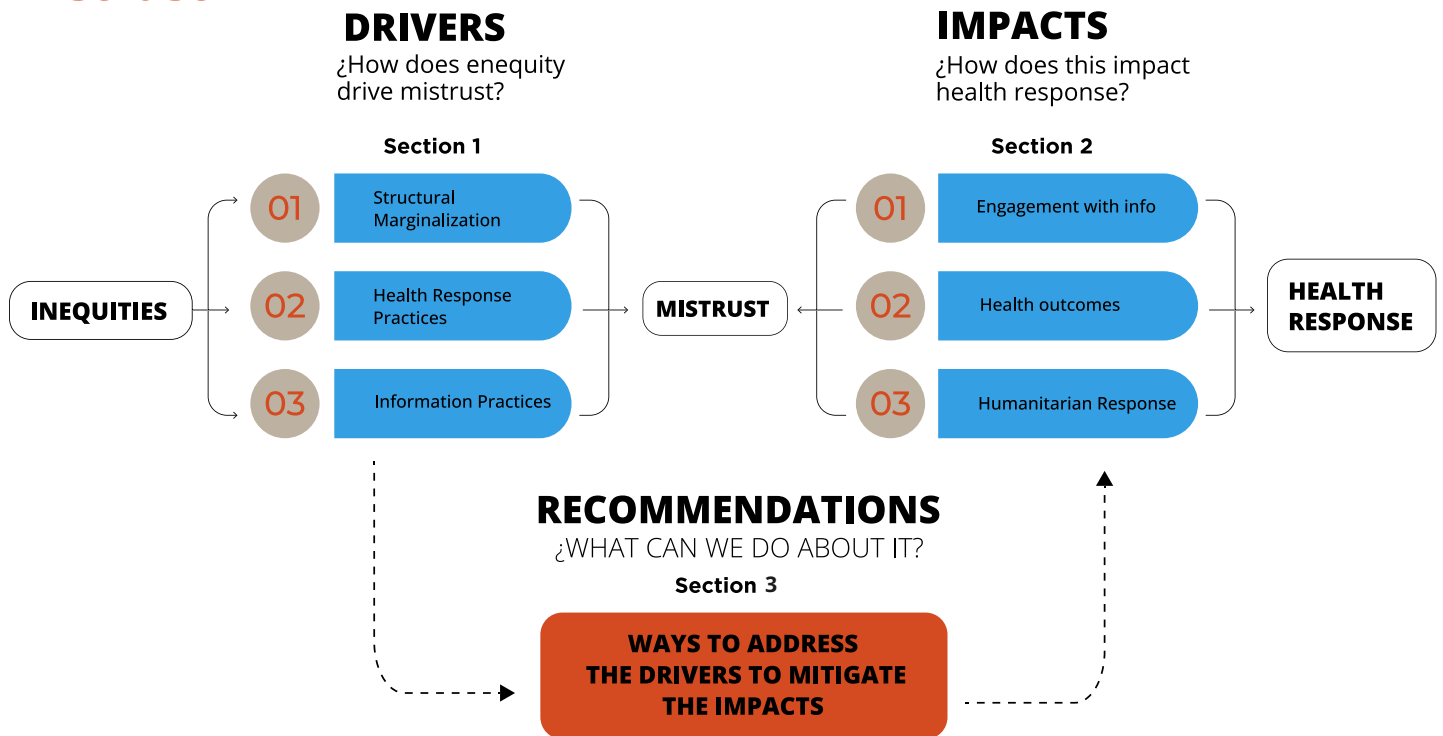 DRIVERS
¿How does enequity
drive mistrust?
Section 1
01
Structural
Marginalization
02
Health Response
Practices
03
Information Practices
INEQUITIES
MISTRUST
IMPACTS
¿How does this impact
health response?
Section 2
01
Engagement with info
02
Health outcomes
03
Humanitarian Response
HEALTH
RESPONSE
RECOMMENDATIONS
¿WHAT CAN WE DO ABOUT IT?
Section 3
WAYS TO ADDRESS
THE DRIVERS TO MITIGATE
THE IMPACTS